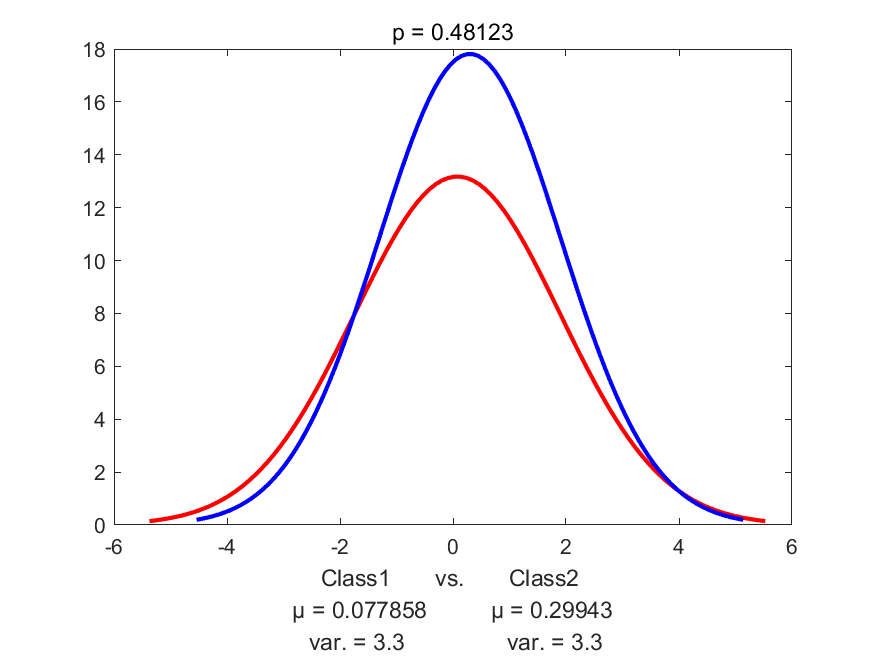 p = 0.48123
18
16
14
12
10
8
6
4
2
0
-6 -4 -2 0 2 4 6
Class1 vs. Class2
μ = 0.077858 μ = 0.29943
var. = 3.3 var. = 3.3